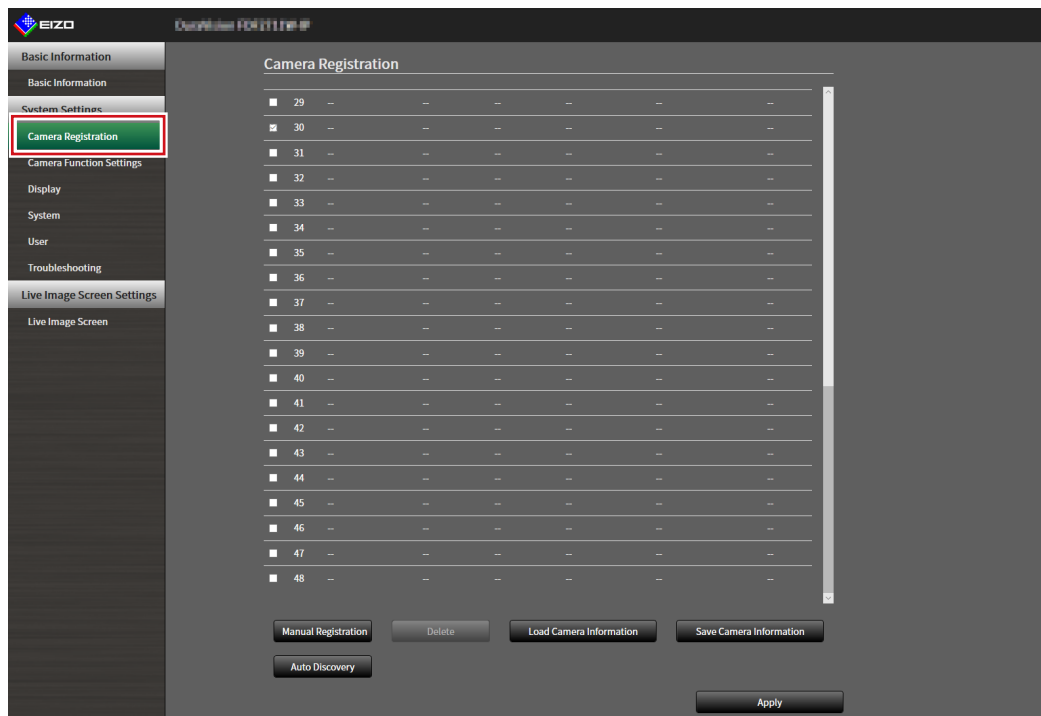 EIZO
Basic Information
Basic Information
System Settings
Camera Registration
Camera Function Settings
Display
System
User
Troubleshooting
Live Image Screen Settings
Live Image Screen
Camera Registration
29 -- -- -- -- -- --
30 -- -- -- -- -- --
31 -- -- -- -- -- --
32 -- -- -- -- -- --
33 -- -- -- -- -- --
34 -- -- -- -- -- --
35 -- -- -- -- -- --
36 -- -- -- -- -- --
37 -- -- -- -- -- --
38 -- -- -- -- -- --
39 -- -- -- -- -- --
40 -- -- -- -- -- --
41 -- -- -- -- -- --
42 -- -- -- -- -- --
43 -- -- -- -- -- --
44 -- -- -- -- -- --
45 -- -- -- -- -- --
46 -- -- -- -- -- --
47 -- -- -- -- -- --
48 -- -- -- -- -- --
Manual Registration Delete Load Camera Information Save Camera Information
Auto Discovery
Apply